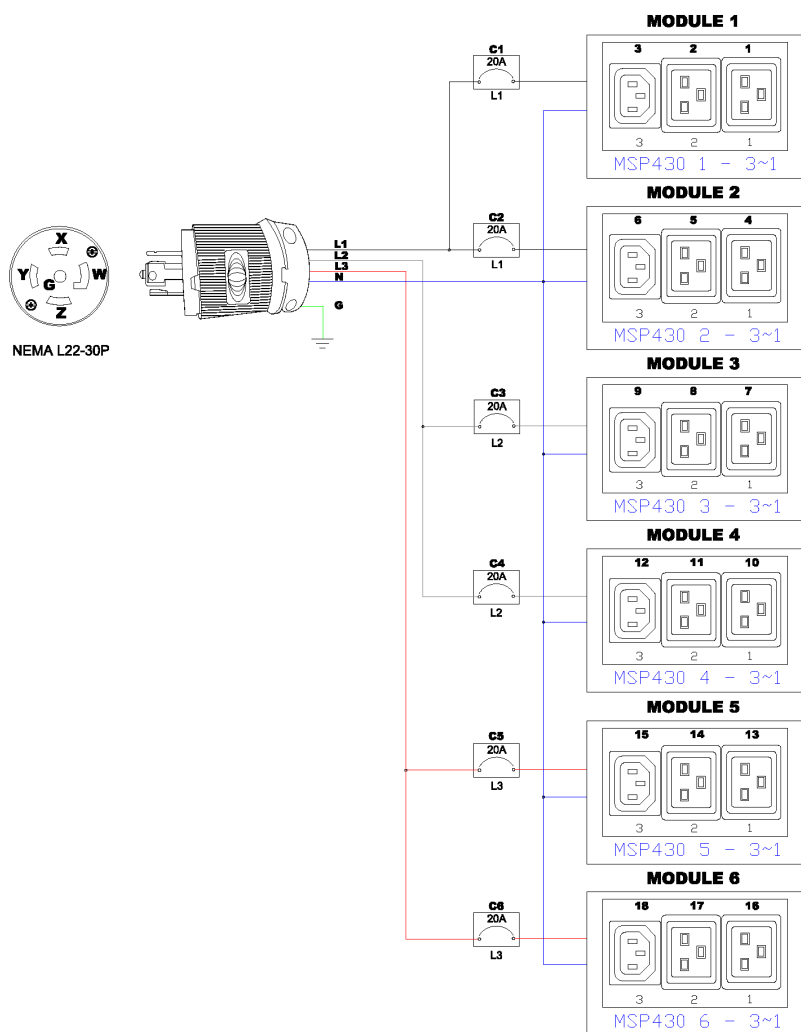 MODULE 1
C1
20A
L1
3 2 1
3 2 1
MSP430 1 - 3~1
MODULE 2
C2
20A
L1
6 5 4
3 2 1
MSP430 2 - 3~1
X
Y G W
Z
NEMA L22-30P
L1
L2
L3
N
G
MODULE 3
C3
20A
L2
9 8 7
3 2 1
MSP430 3 - 3~1
MODULE 4
C4
20A
L2
12 11 10
3 2 1
MSP430 4 - 3~1
MODULE 5
C5
20A
L3
15 14 13
3 2 1
MSP430 5 - 3~1
MODULE 6
C6
20A
L3
18 17 16
3 2 1
MSP430 6 - 3~1